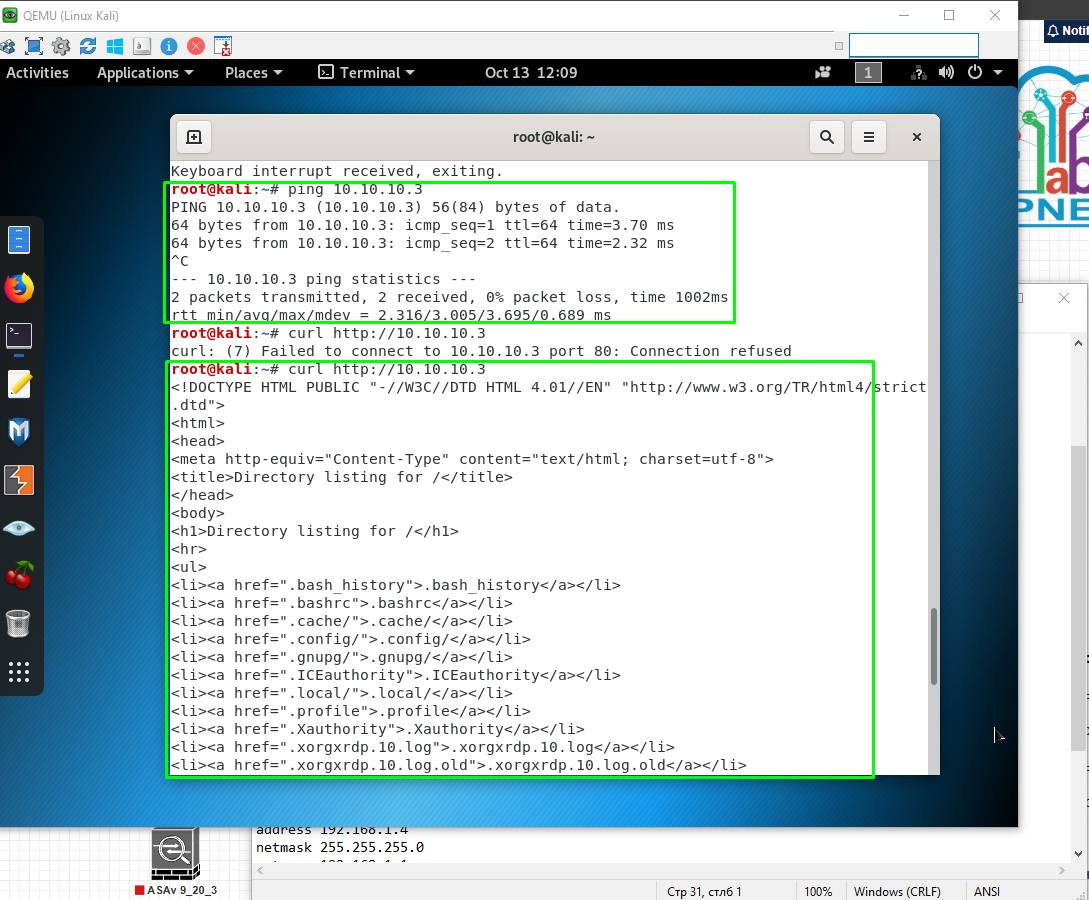 QEMU (Linux Kali)
Notif
Activities Applications Places Terminal Oct 13 12:09 1
root@kali: ~
Keyboard interrupt received, exiting.
root@kali:~# ping 10.10.10.3
PING 10.10.10.3 (10.10.10.3) 56(84) bytes of data.
64 bytes from 10.10.10.3: icmp_seq=1 ttl=64 time=3.70 ms
64 bytes from 10.10.10.3: icmp_seq=2 ttl=64 time=2.32 ms
^C
--- 10.10.10.3 ping statistics ---
2 packets transmitted, 2 received, 0% packet loss, time 1002ms
rtt min/avg/max/mdev = 2.316/3.005/3.695/0.689 ms
root@kali:~# curl http://10.10.10.3
curl: (7) Failed to connect to 10.10.10.3 port 80: Connection refused
root@kali:~# curl http://10.10.10.3
<!DOCTYPE HTML PUBLIC "-//W3C//DTD HTML 4.01//EN" "http://www.w3.org/TR/html4/strict
.dtd">
<html>
<head>
<meta http-equiv="Content-Type" content="text/html; charset=utf-8">
<title>Directory listing for /</title>
</head>
<body>
<h1>Directory listing for /</h1>
<hr>
<ul>
<li><a href=".bash_history">.bash_history</a></li>
<li><a href=".bashrc">.bashrc</a></li>
<li><a href=".cache/">.cache/</a></li>
<li><a href=".config/">.config/</a></li>
<li><a href=".gnupg/">.gnupg/</a></li>
<li><a href=".ICEauthority">.ICEauthority</a></li>
<li><a href=".local/">.local/</a></li>
<li><a href=".profile">.profile</a></li>
<li><a href=".Xauthority">.Xauthority</a></li>
<li><a href=".xorgxrdp.10.log">.xorgxrdp.10.log</a></li>
<li><a href=".xorgxrdp.10.log.old">.xorgxrdp.10.log.old</a></li>
ab
PNE
address 192.168.1.4
netmask 255.255.255.0
ASAv 9_20_3
Стр 31, стлб 1 100% Windows (CRLF) ANSI